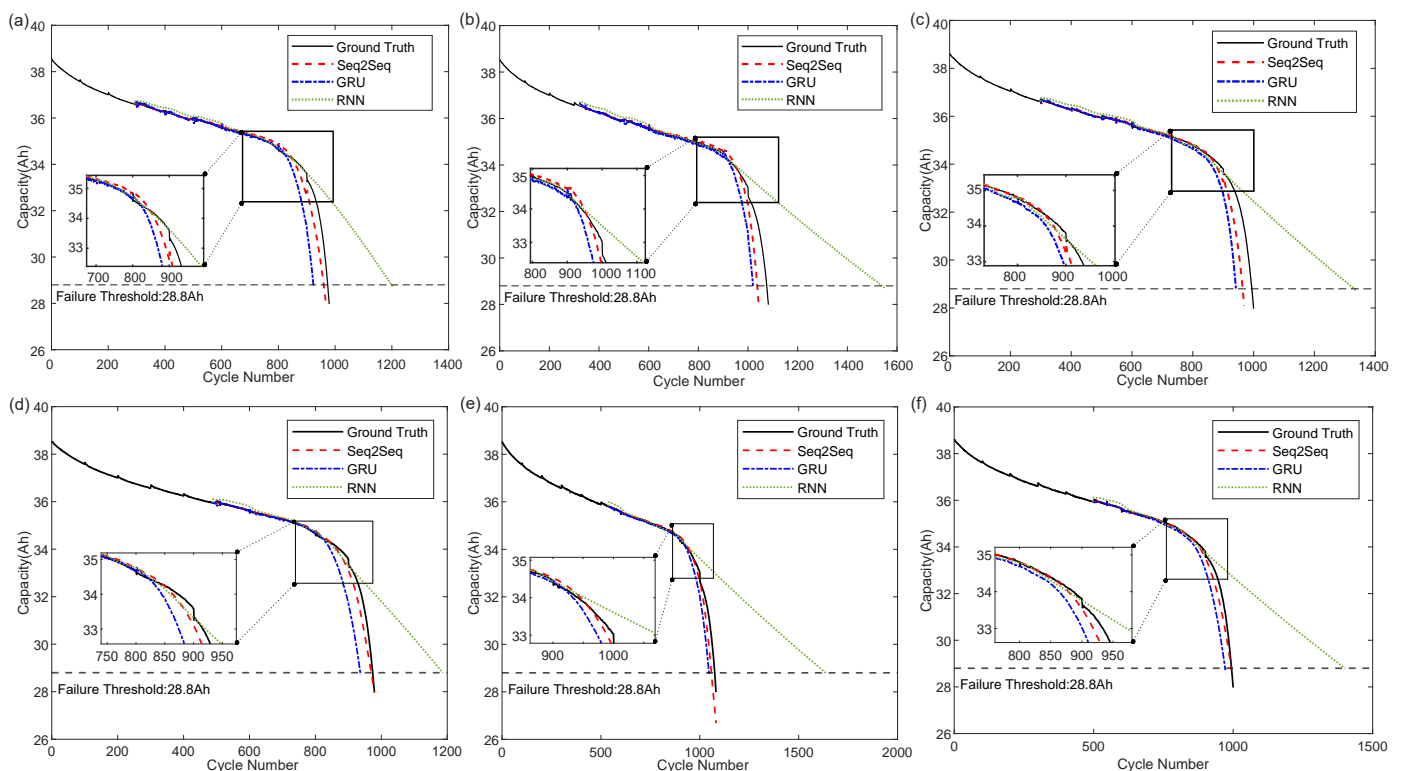 (a)
40
38
36
34
32
30
28
26
Capacity(Ah)
Ground Truth
Seq2Seq
GRU
RNN
35
34
33
700 800 900
Failure Threshold:28.8Ah
0 200 400 600 800 1000 1200 1400
Cycle Number
(b)
40
38
36
34
32
30
28
26
Capacity(Ah)
Ground Truth
Seq2Seq
GRU
RNN
35
34
33
800 900 1000 1100
Failure Threshold:28.8Ah
0 200 400 600 800 1000 1200 1400 1600
Cycle Number
(c)
40
38
36
34
32
30
28
26
Capacity(Ah)
Ground Truth
Seq2Seq
GRU
RNN
35
34
33
800 900 1000
Failure Threshold:28.8Ah
0 200 400 600 800 1000 1200 1400
Cycle Number
(d)
40
38
36
34
32
30
28
26
Capacity(Ah)
Ground Truth
Seq2Seq
GRU
RNN
35
34
33
750 800 850 900 950
Failure Threshold:28.8Ah
0 200 400 600 800 1000 1200
Cycle Number
(e)
40
38
36
34
32
30
28
26
Capacity(Ah)
Ground Truth
Seq2Seq
GRU
RNN
35
34
33
900 1000
Failure Threshold:28.8Ah
0 500 1000 1500 2000
Cycle Number
(f)
40
38
36
34
32
30
28
26
Capacity(Ah)
Ground Truth
Seq2Seq
GRU
RNN
35
34
33
800 850 900 950
Failure Threshold:28.8Ah
0 500 1000 1500
Cycle Number